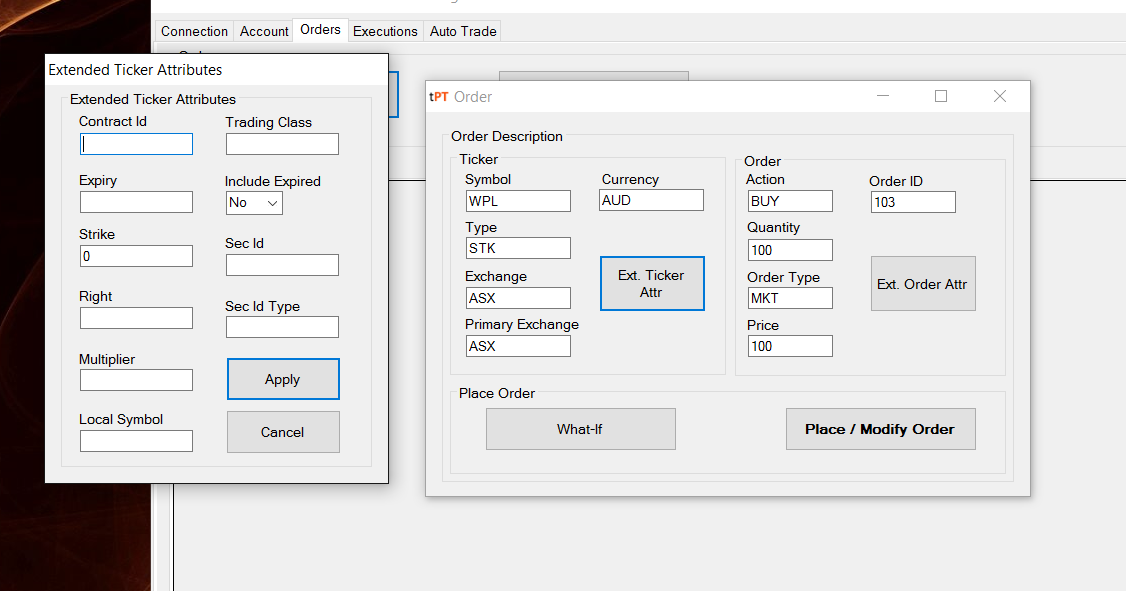 Connection
Account
Orders
Executions
Auto Trade
Extended Ticker Attributes
Extended Ticker Attributes
Contract Id
Trading Class
Expiry
Include Expired
No
Strike
Sec Id
0
Right
Sec Id Type
Multiplier
Apply
Local Symbol
Cancel
tPT Order
Order Description
Ticker
Symbol
Currency
WPL
AUD
Type
STK
Ext. Ticker
Attr
Exchange
ASX
Primary Exchange
ASX
Order
Action
Order ID
BUY
103
Quantity
100
Ext. Order Attr
Order Type
MKT
Price
100
Place Order
What-If
Place / Modify Order